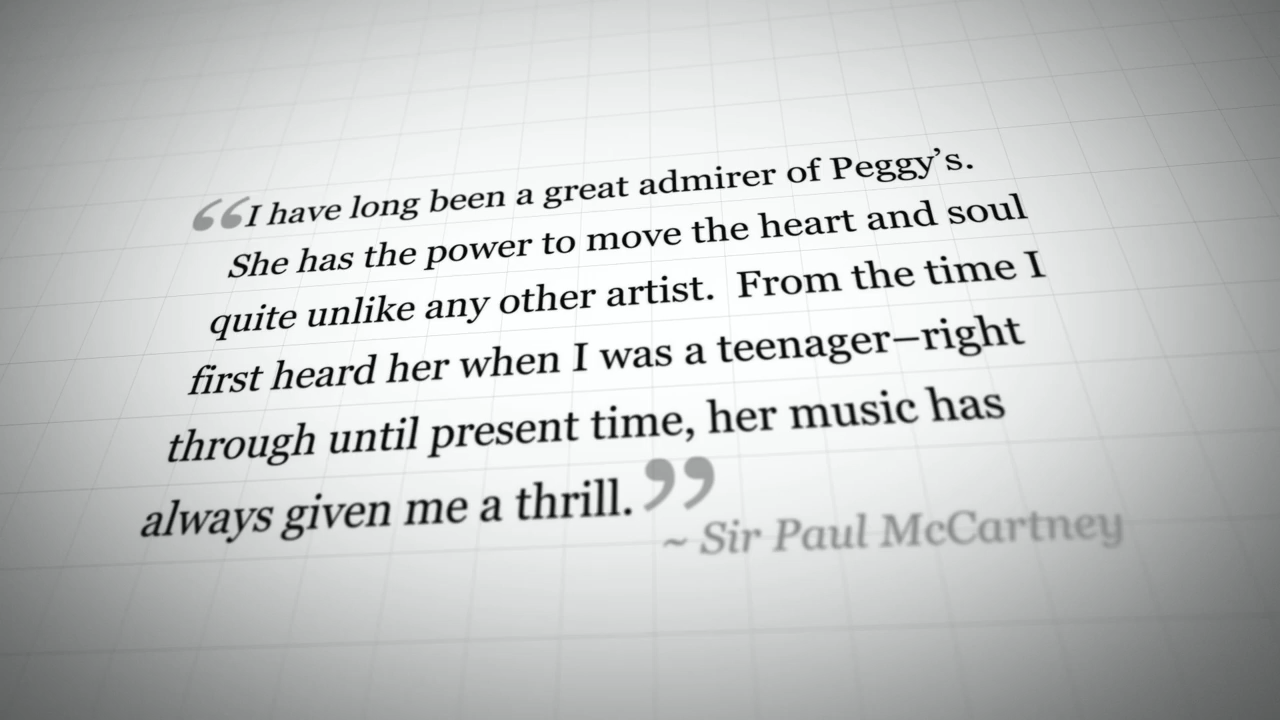 “I have long been a great admirer of Peggy’s.
She has the power to move the heart and soul
quite unlike any other artist.  From the time I
first heard her when I was a teenager–right
through until present time, her music has
always given me a thrill.”
~ Sir Paul McCartney